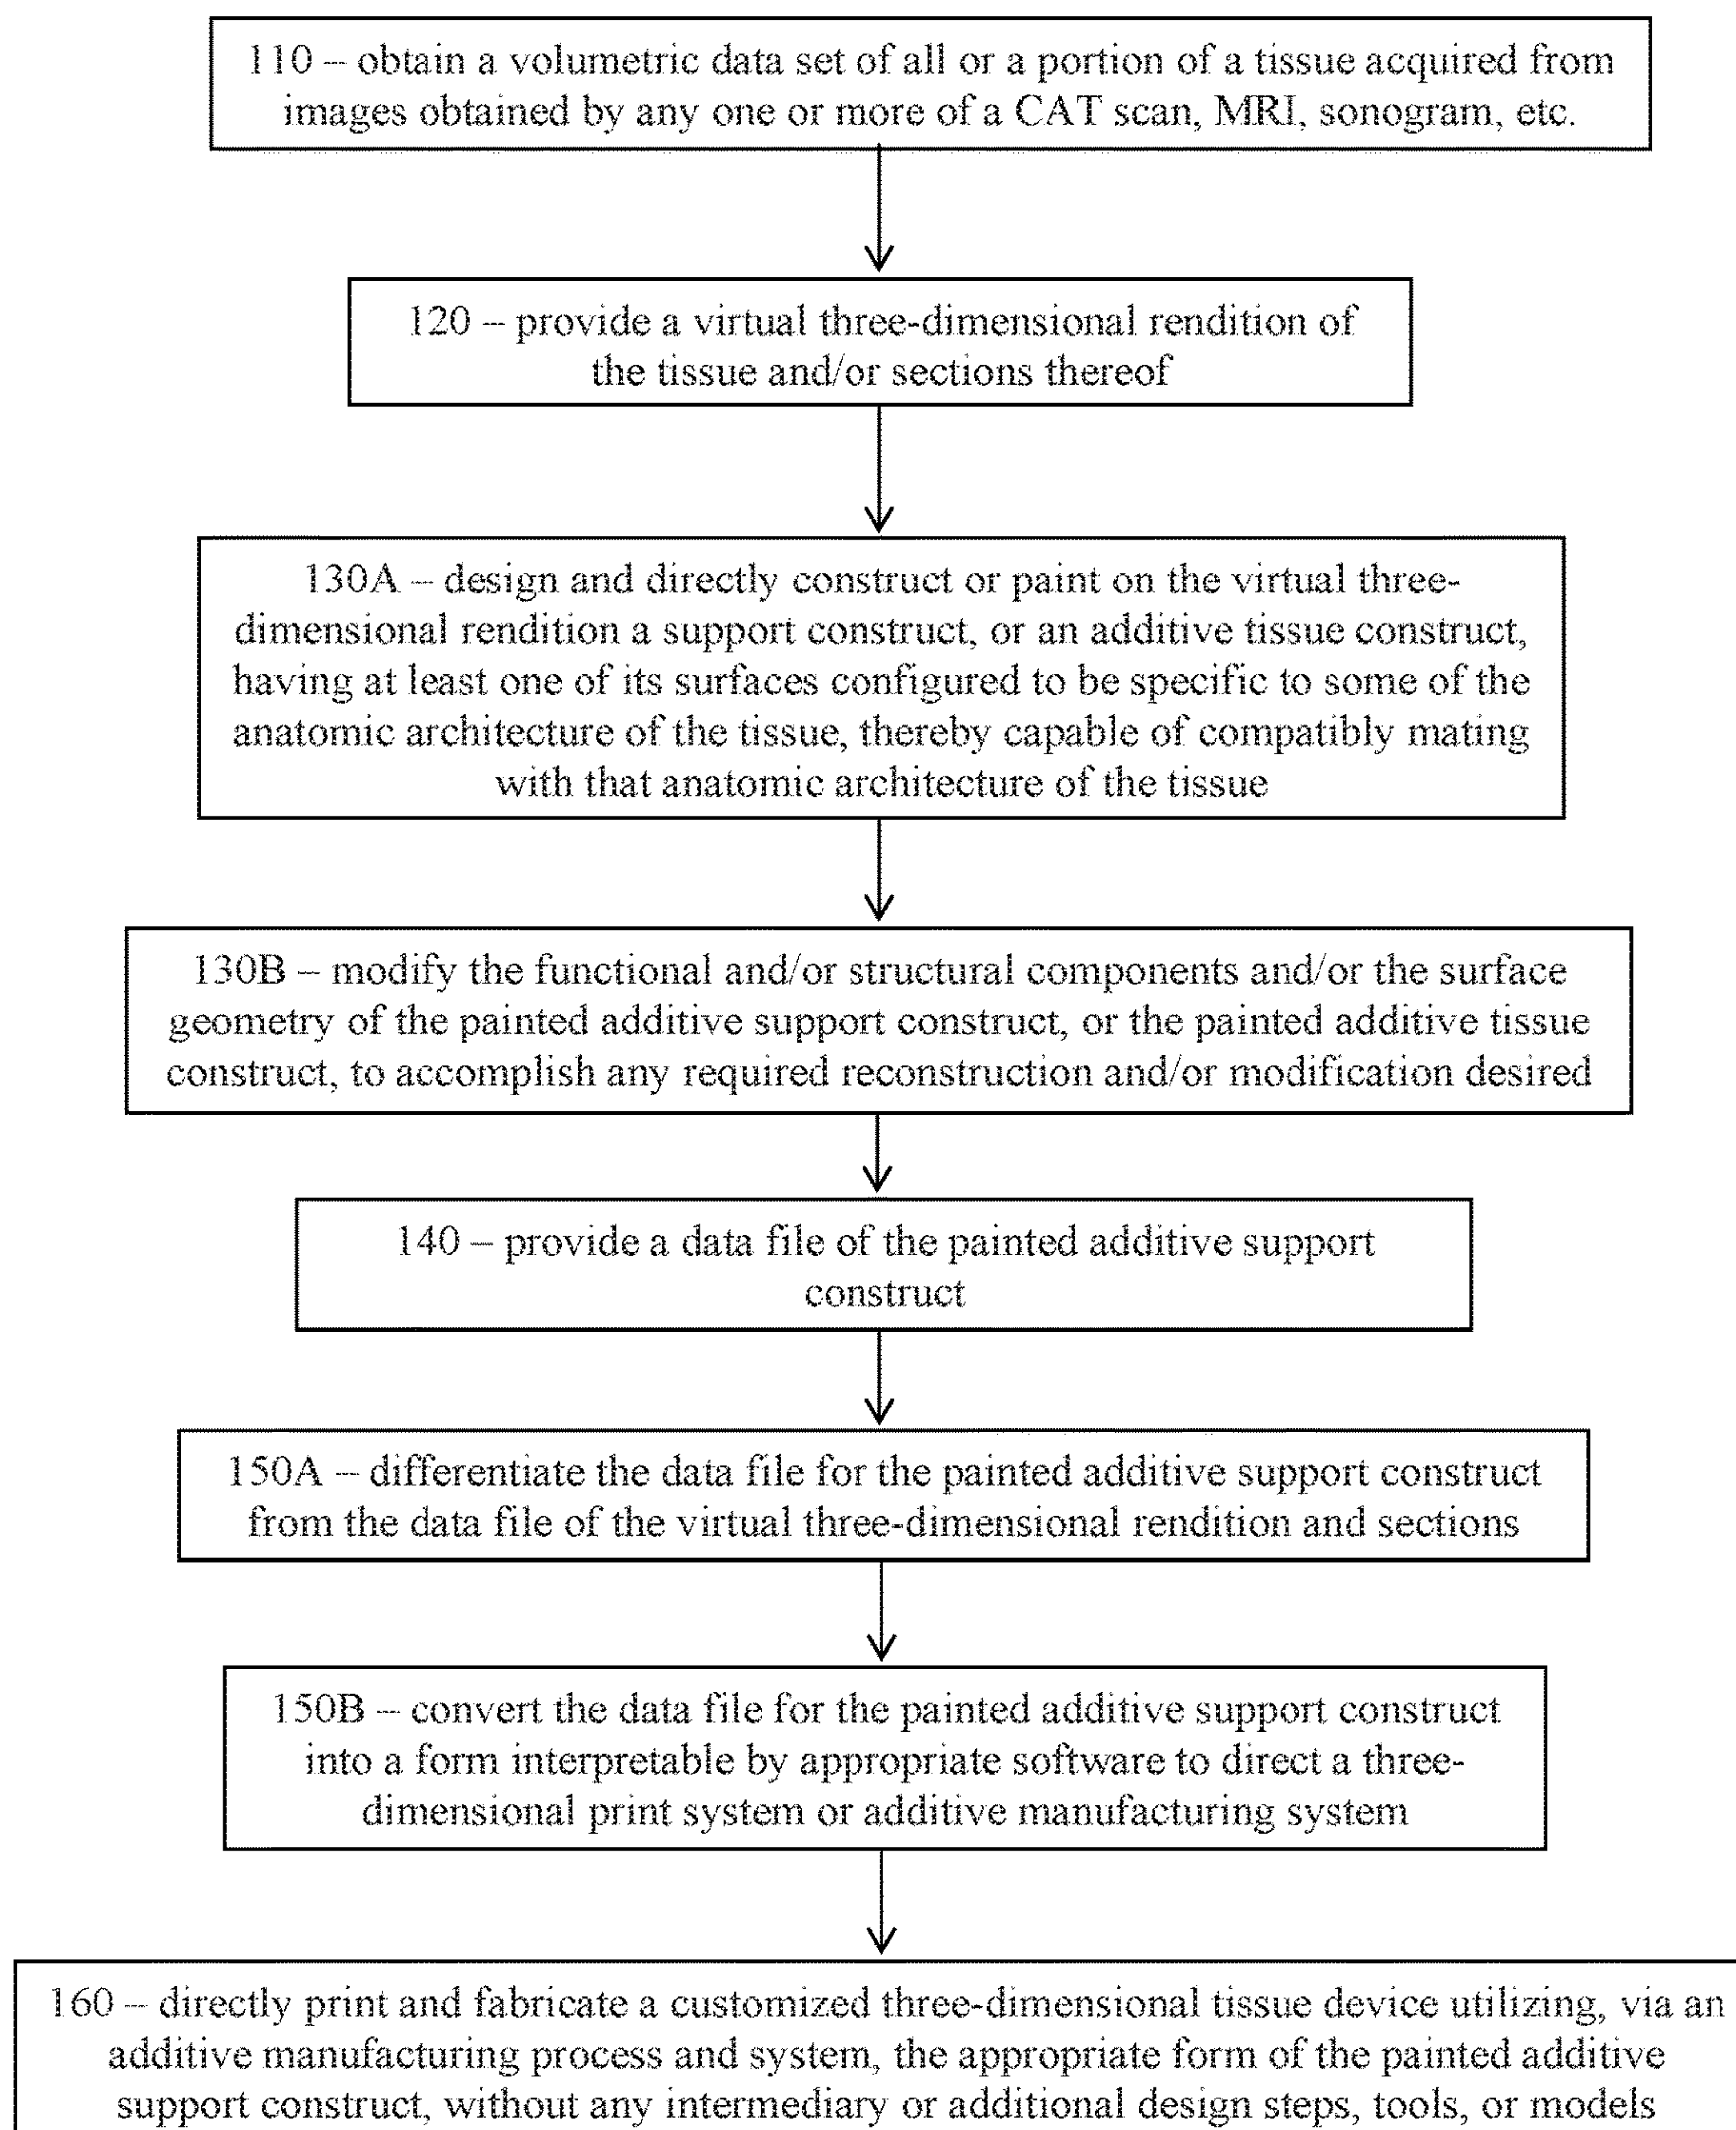 110 – obtain a volumetric data set of all or a portion of a tissue acquired from
images obtained by any one or more of a CAT scan, MRI, sonogram, etc.
120 – provide a virtual three-dimensional rendition of
the tissue and/or sections thereof
130A – design and directly construct or paint on the virtual three-
dimensional rendition a support construct, or an additive tissue construct,
having at least one of its surfaces configured to be specific to some of the
anatomic architecture of the tissue, thereby capable of compatibly mating
with that anatomic architecture of the tissue
130B – modify the functional and/or structural components and/or the surface
geometry of the painted additive support construct, or the painted additive tissue
construct, to accomplish any required reconstruction and/or modification desired
140 – provide a data file of the painted additive support
construct
150A – differentiate the data file for the painted additive support construct
from the data file of the virtual three-dimensional rendition and sections
150B – convert the data file for the painted additive support construct
into a form interpretable by appropriate software to direct a three-
dimensional print system or additive manufacturing system
160 – directly print and fabricate a customized three-dimensional tissue device utilizing, via an
additive manufacturing process and system, the appropriate form of the painted additive
support construct, without any intermediary or additional design steps, tools, or models